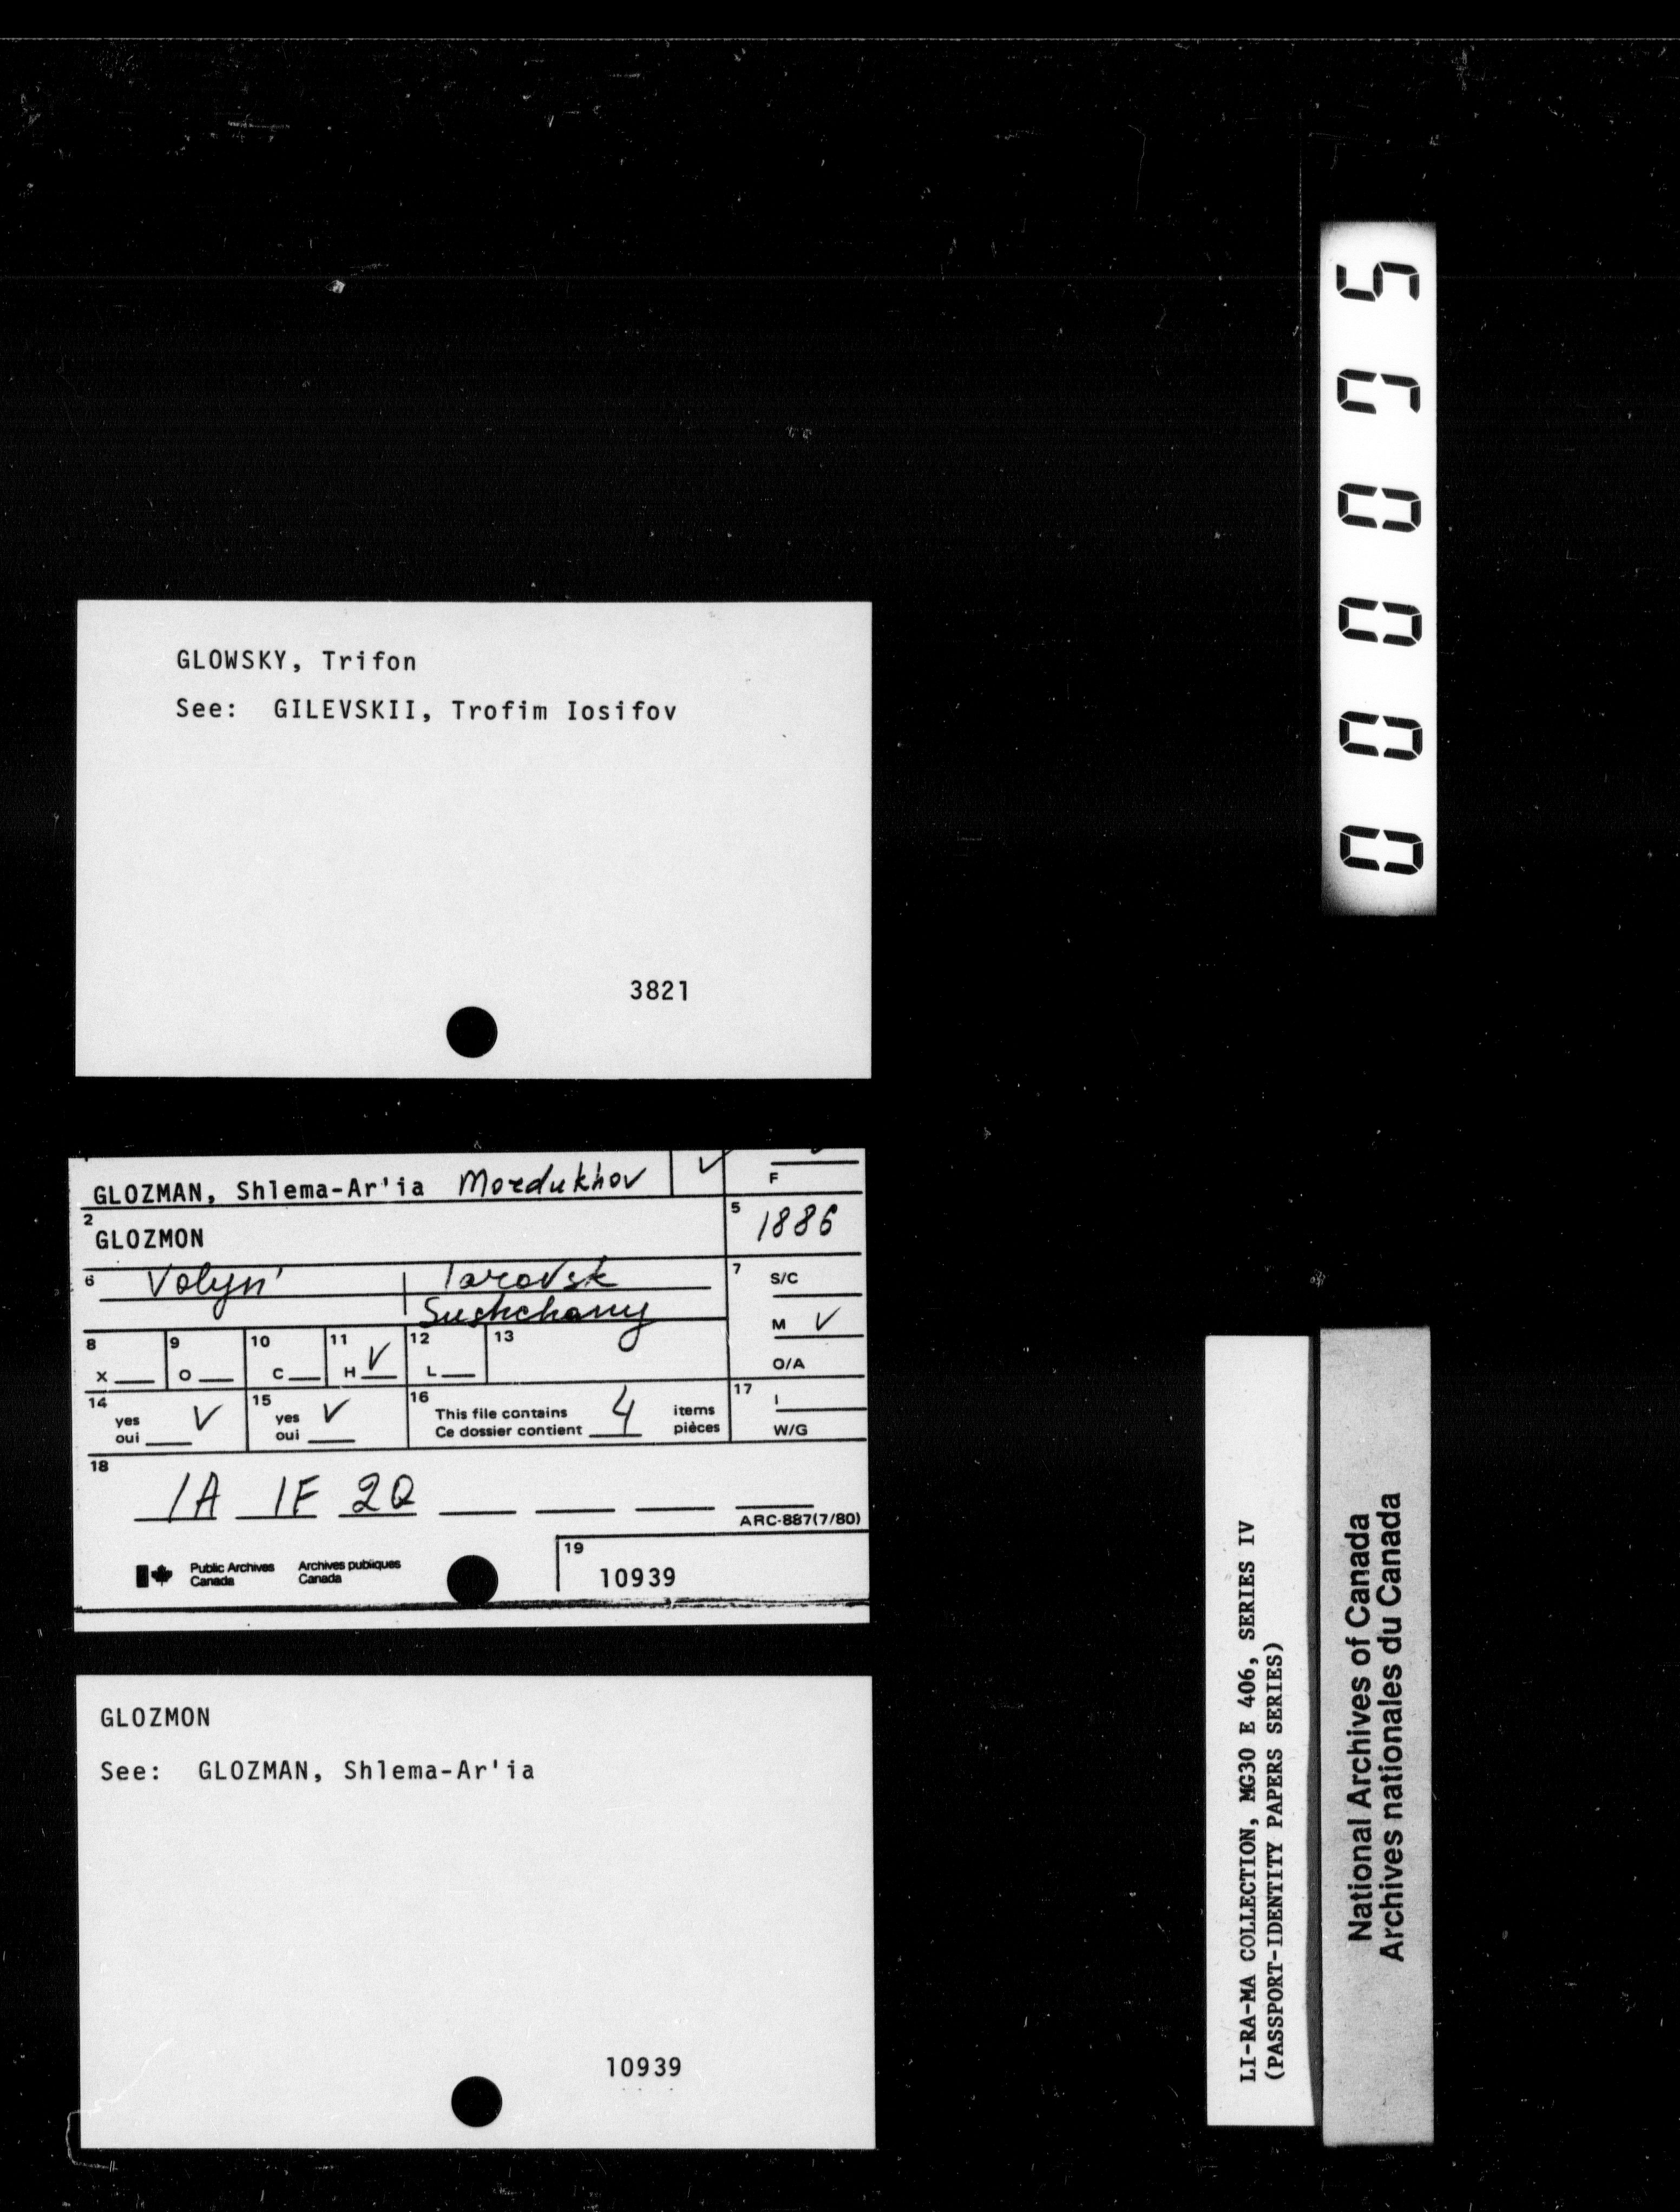 GLOWSKY, Trifon
See: GILEVSKII, Trofim Iosifov
3821
GLOZMAN, Shlema-Ar'ia Mordukhov
F
2
GLOZMON
5
1886
6 Volyn'
Sushchany
7
S/C
M
O/A
8 X
9 O
10 C
11 H
12 L
13
14 yes
oui
15 yes
oui
16 This file contains 4 items
Ce dossier contient pièces
17 I
W/G
18
1A 1F 2Q
ARC-887(7/80)
Public Archives
Canada
Archives publiques
Canada
19
10939
GLOZMON
See: GLOZMAN, Shlema-Ar'ia
10939
LI-RA-MA COLLECTION, MG30 E 406, SERIES IV
(PASSPORT-IDENTITY PAPERS SERIES)
National Archives of Canada
Archives nationales du Canada